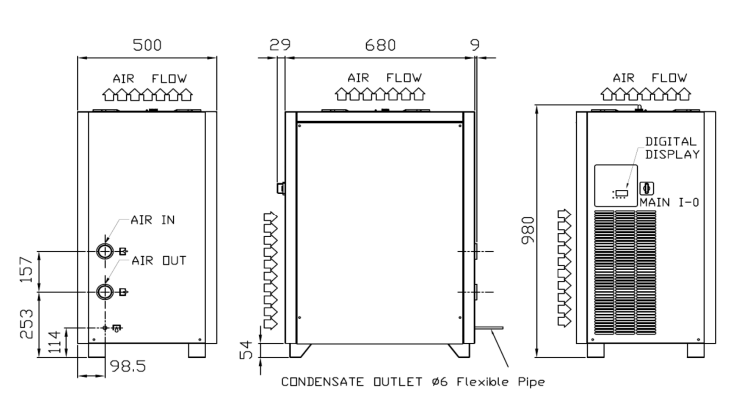 500
29 680 9
AIR FLOW
AIR FLOW
AIR FLOW
DIGITAL
DISPLAY
MAIN I-0
AIR IN
AIR OUT
157
253
114
98.5
54
980
CONDENSATE OUTLET Ø6 Flexible Pipe